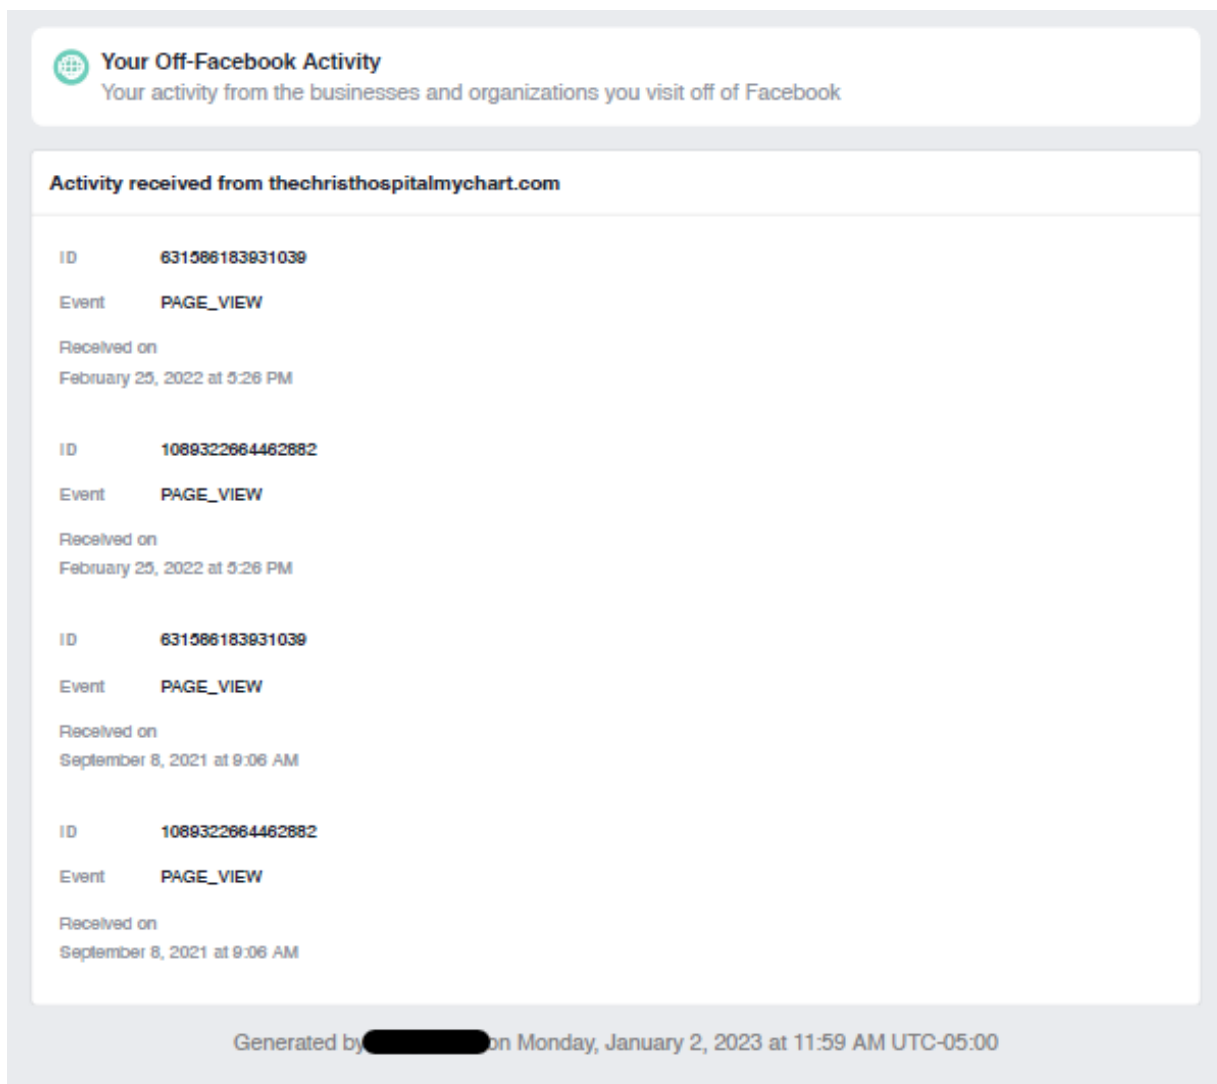 Your Off-Facebook Activity
Your activity from the businesses and organizations you visit off of Facebook
Activity received from thechristhospitalmychart.com
ID 631586183931039
Event PAGE_VIEW
Received on
February 25, 2022 at 5:26 PM
ID 1089322664462882
Event PAGE_VIEW
Received on
February 25, 2022 at 5:26 PM
ID 631586183931039
Event PAGE_VIEW
Received on
September 8, 2021 at 9:06 AM
ID 1089322664462882
Event PAGE_VIEW
Received on
September 8, 2021 at 9:06 AM
Generated by on Monday, January 2, 2023 at 11:59 AM UTC-05:00